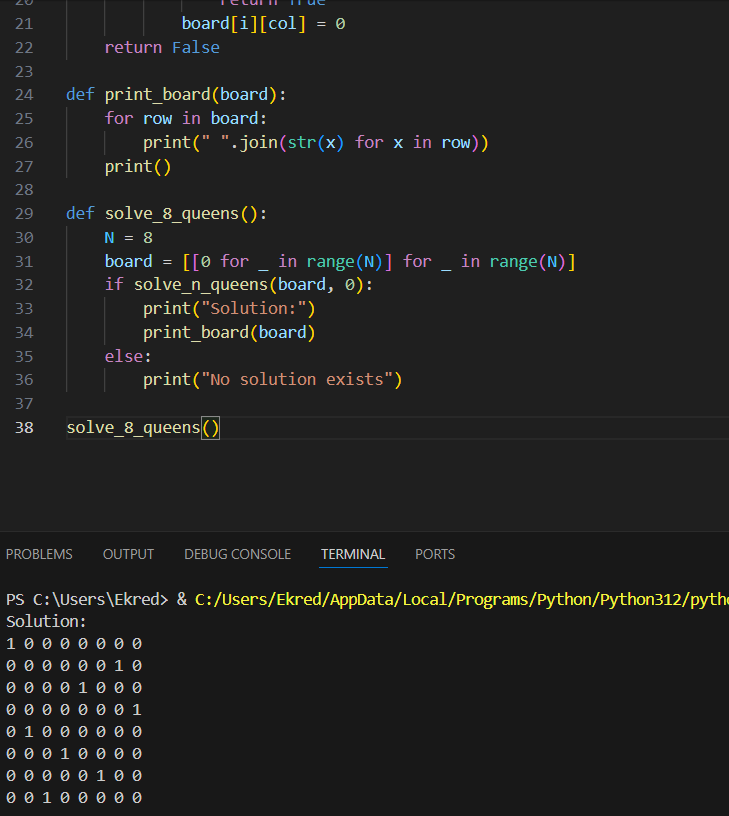 20 return True
21 board[i][col] = 0
22 return False
23
24 def print_board(board):
25 for row in board:
26 print(" ".join(str(x) for x in row))
27 print()
28
29 def solve_8_queens():
30 N = 8
31 board = [[0 for _ in range(N)] for _ in range(N)]
32 if solve_n_queens(board, 0):
33 print("Solution:")
34 print_board(board)
35 else:
36 print("No solution exists")
37
38 solve_8_queens()
PROBLEMS OUTPUT DEBUG CONSOLE TERMINAL PORTS
PS C:\Users\Ekred> & C:/Users/Ekred/AppData/Local/Programs/Python/Python312/pytho
Solution:
1 0 0 0 0 0 0 0
0 0 0 0 0 0 1 0
0 0 0 0 1 0 0 0
0 0 0 0 0 0 0 1
0 1 0 0 0 0 0 0
0 0 0 1 0 0 0 0
0 0 0 0 0 1 0 0
0 0 1 0 0 0 0 0